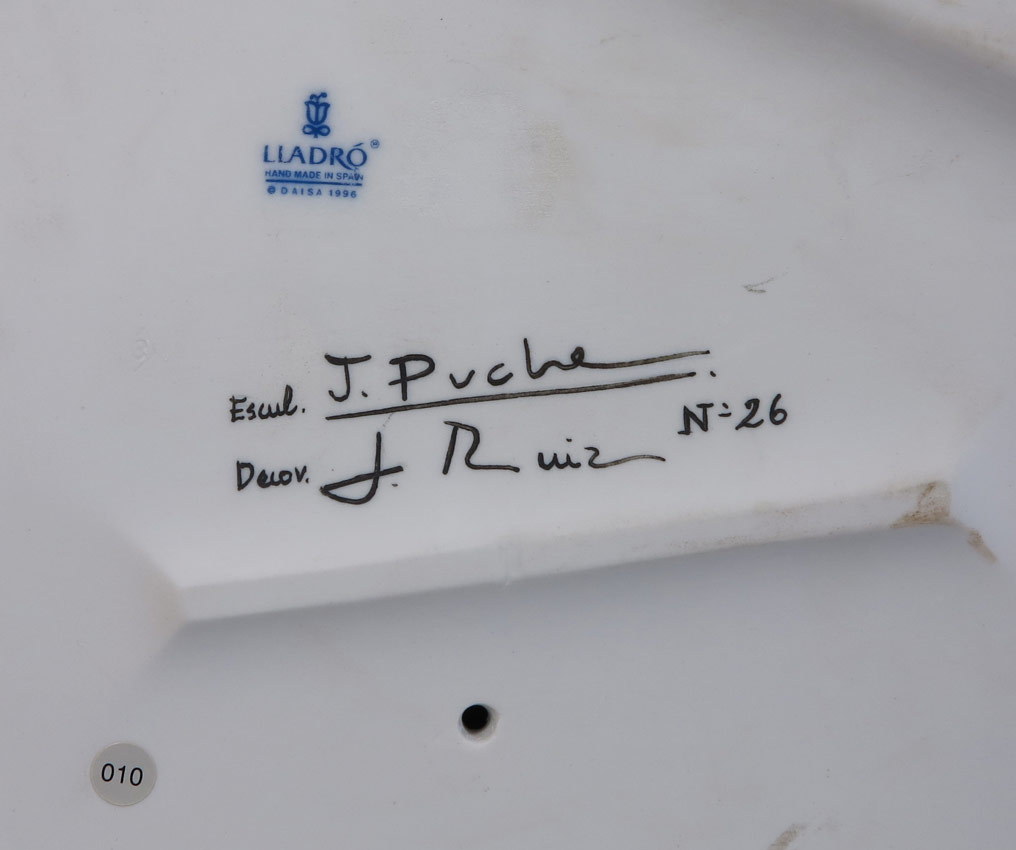 LLADRÓ®
HAND MADE IN SPAIN
© DAISA 1996
Escul. J. Puche
Decor. J. Ruiz
N=26
010